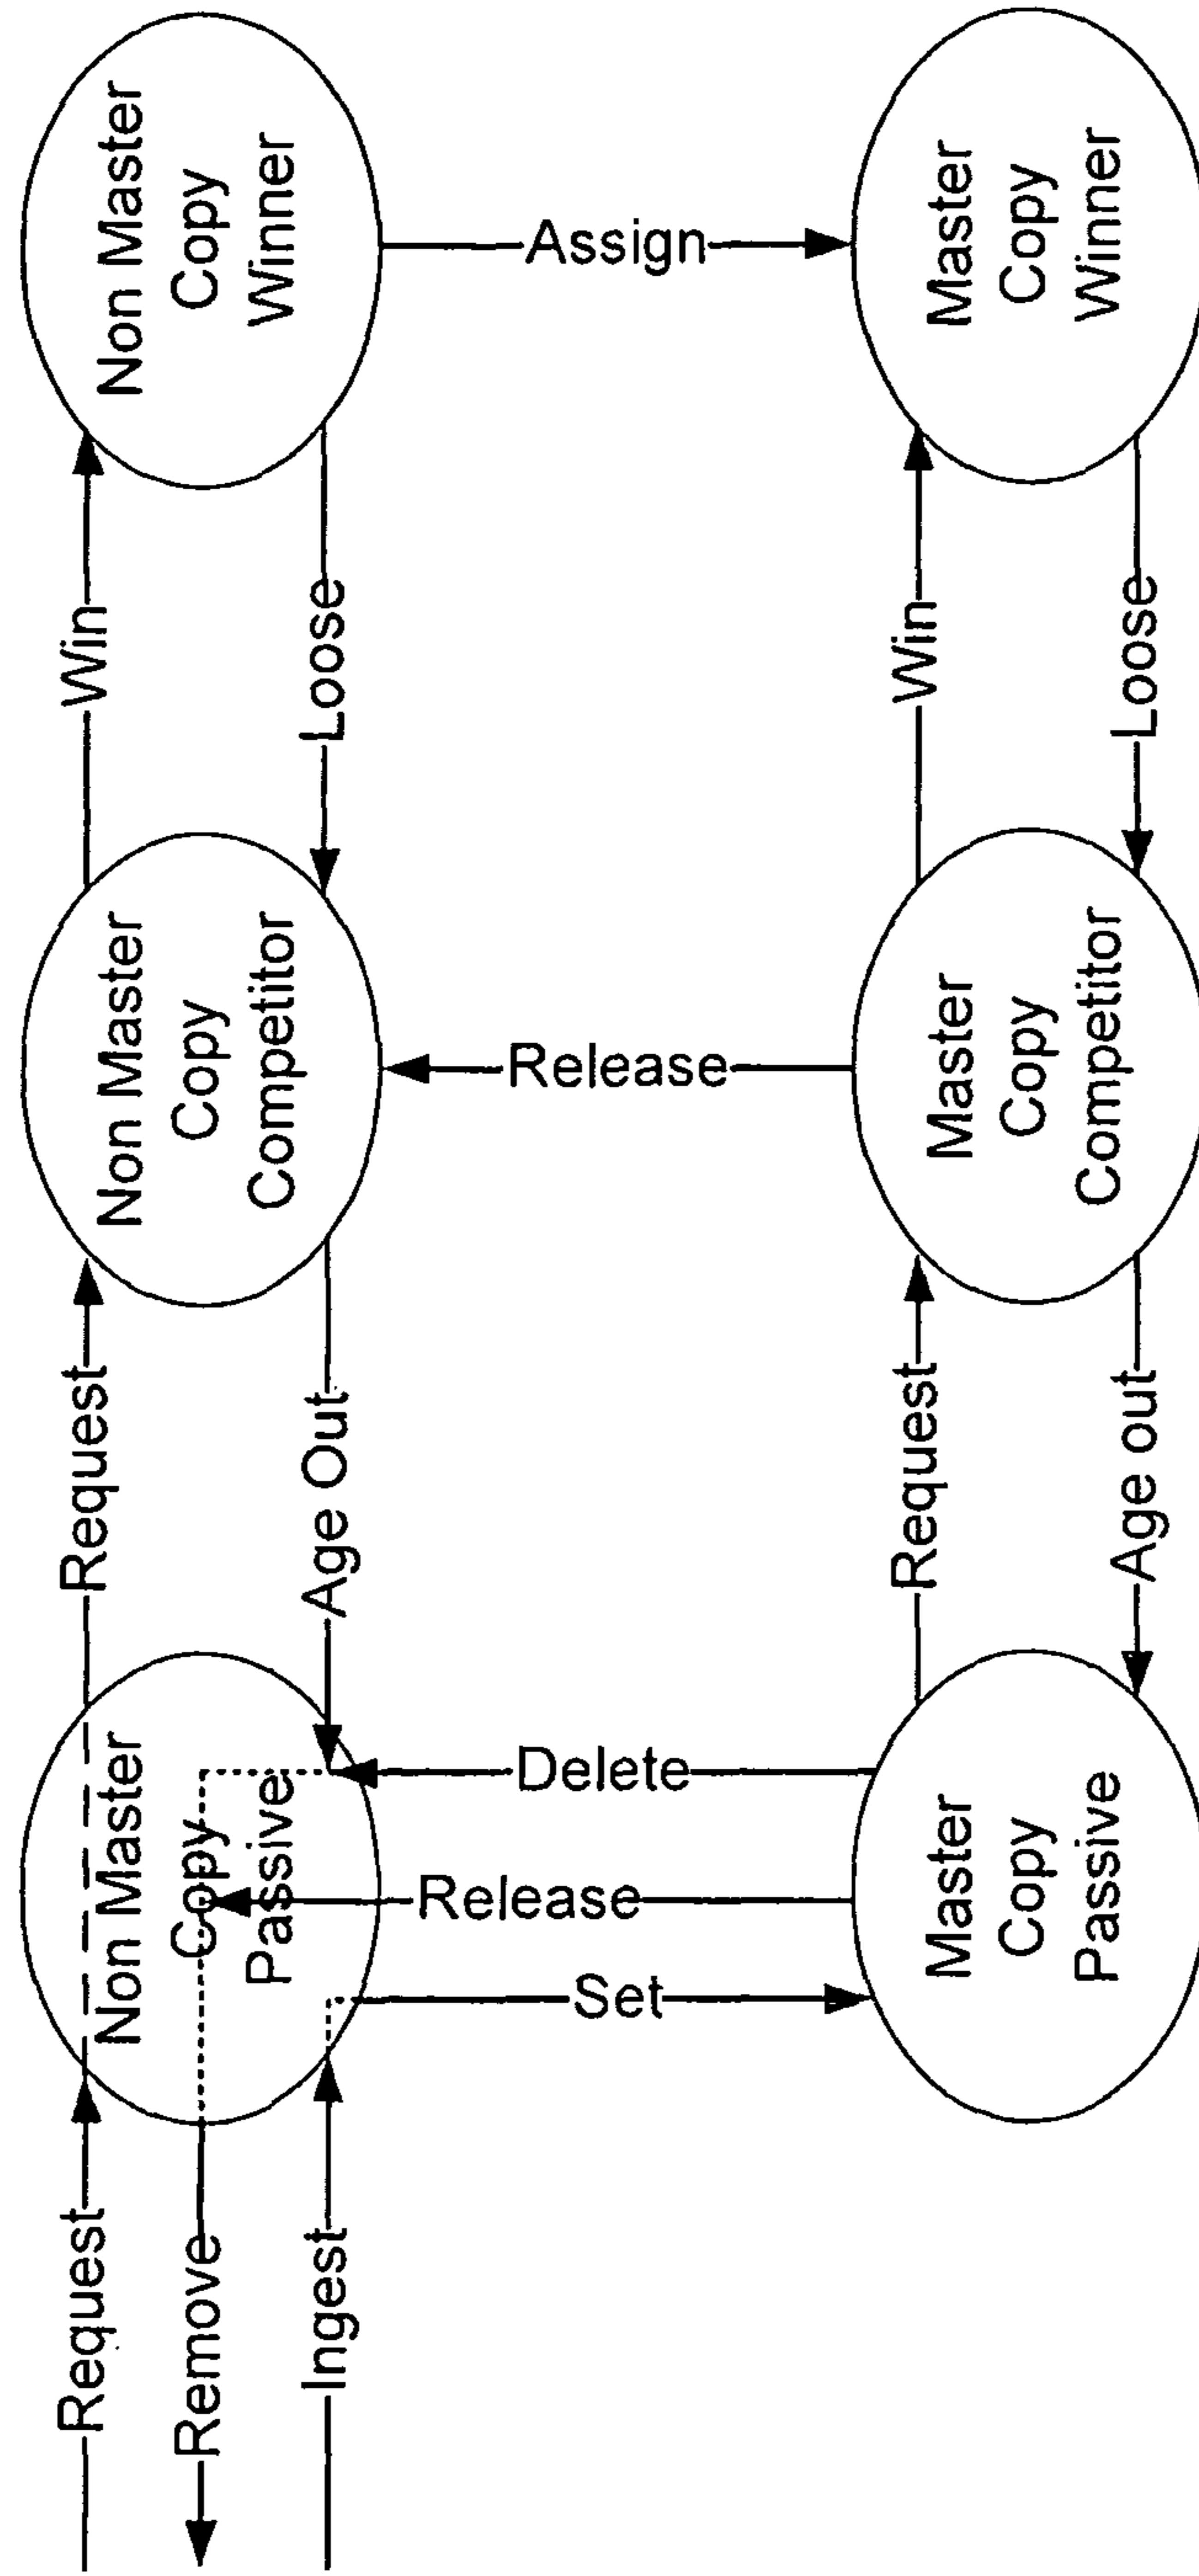 Request
Remove
Ingest
Non Master
Copy
Passive
Request
Age Out
Non Master
Copy
Competitor
Win
Loose
Non Master
Copy
Winner
Set
Release
Delete
Release
Assign
Master
Copy
Passive
Request
Age out
Master
Copy
Competitor
Win
Loose
Master
Copy
Winner